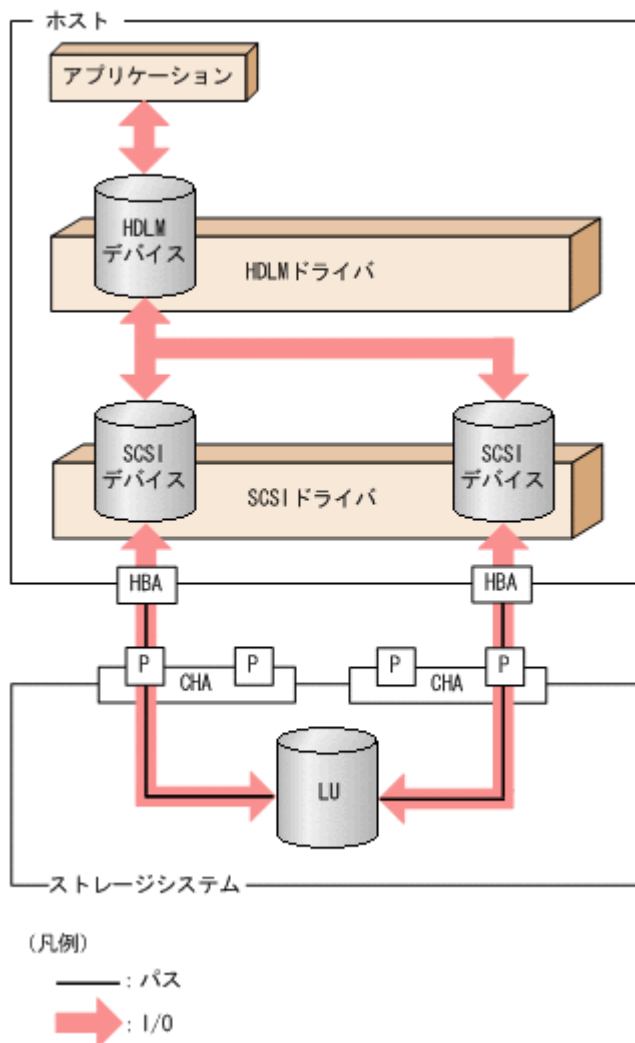 ホスト
アプリケーション
HDLM
デバイス
HDLMドライバ
SCSI
デバイス
SCSIドライバ
SCSI
デバイス
HBA
HBA
P
P
CHA
P
P
CHA
LU
ストレージシステム
(凡例)
: パス
: I/O